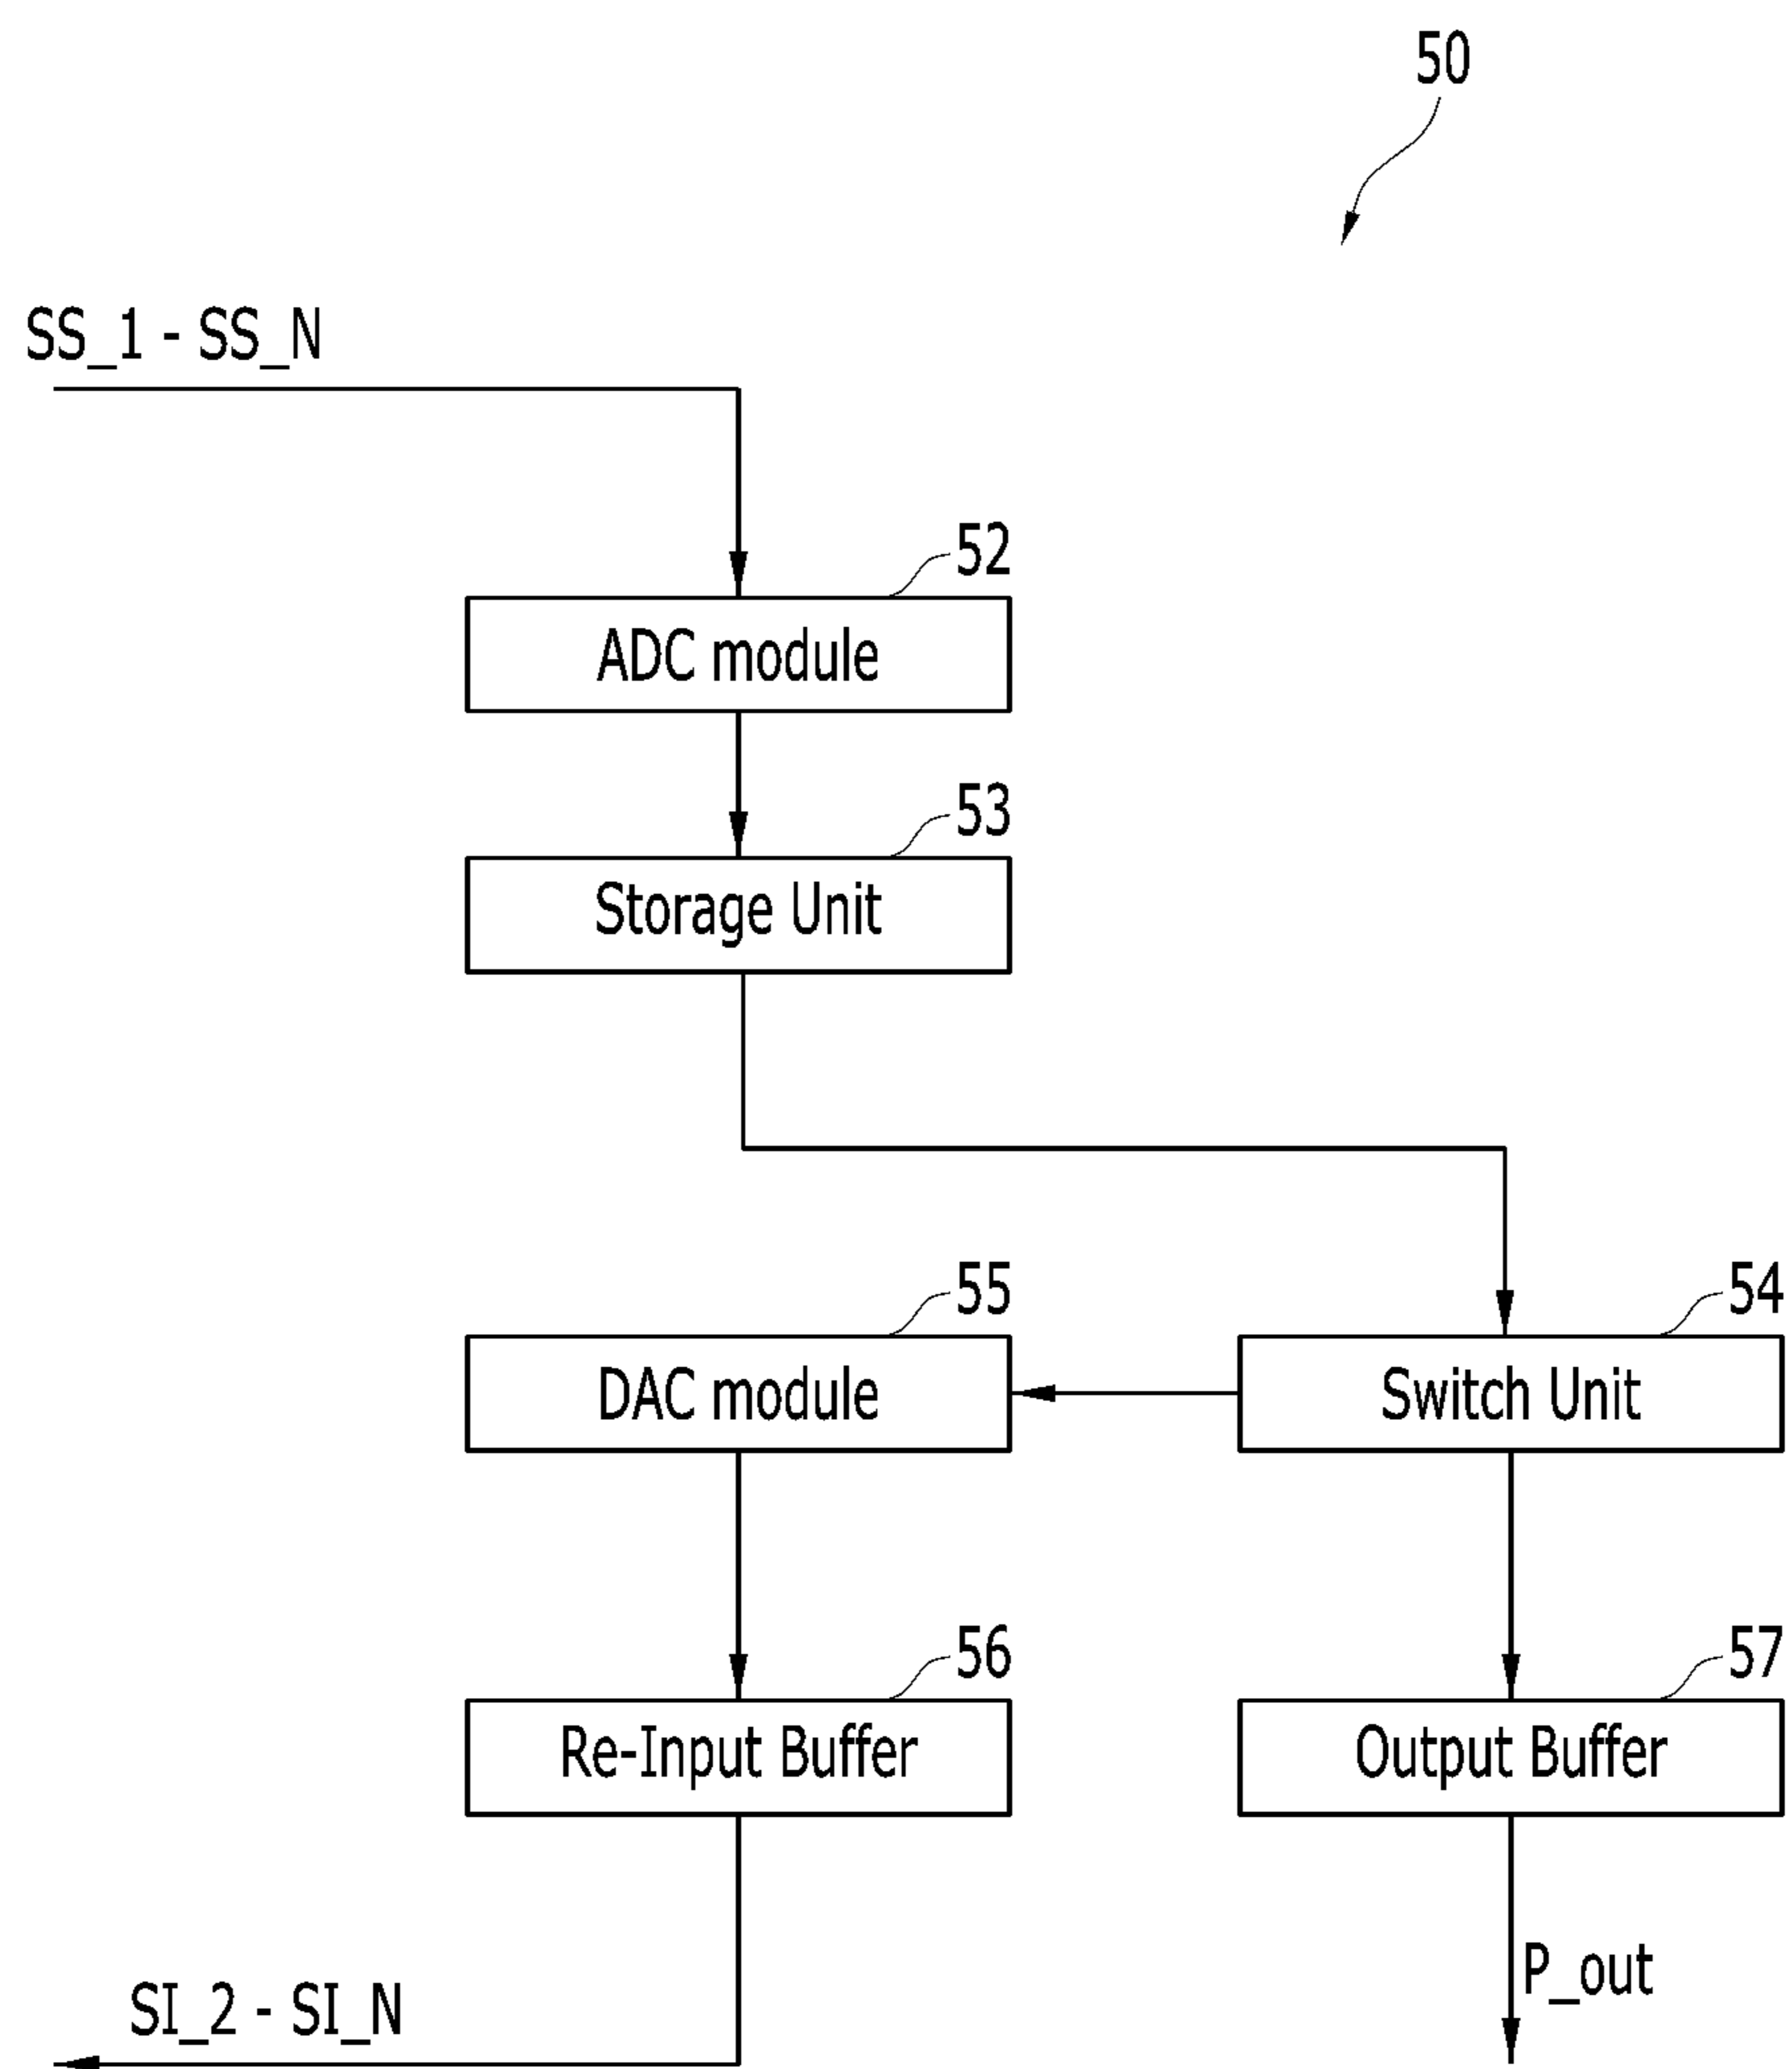 50
SS_1 - SS_N
52
ADC module
53
Storage Unit
55
54
DAC module
Switch Unit
56
57
Re-Input Buffer
Output Buffer
P_out
SI_2 - SI_N